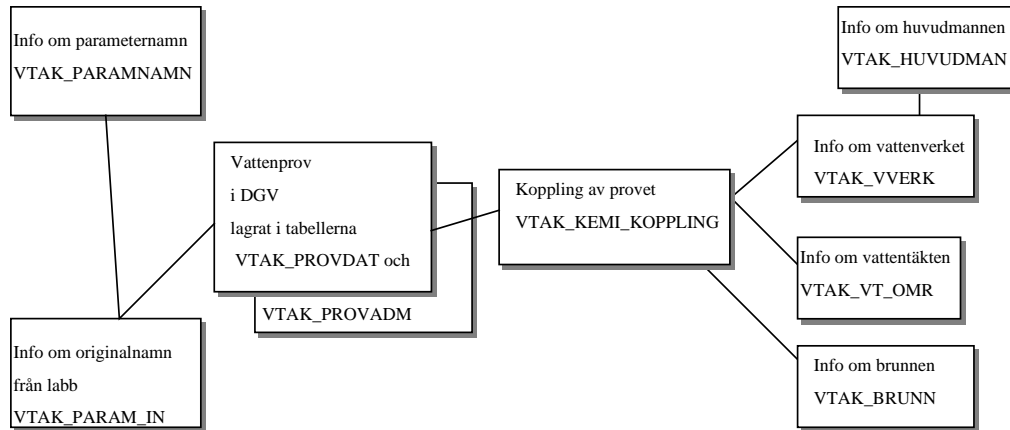 Info om parameternamn
VTAK_PARAMNAMN
Info om huvudmannen
VTAK_HUVUDMAN
Vattenprov
i DGV
lagrat i tabellerna
VTAK_PROVDAT och
VTAK_PROVADM
Koppling av provet
VTAK_KEMI_KOPPLING
Info om vattenverket
VTAK_VVERK
Info om vattentäkten
VTAK_VT_OMR
Info om originalnamn
från labb
VTAK_PARAM_IN
Info om brunnen
VTAK_BRUNN